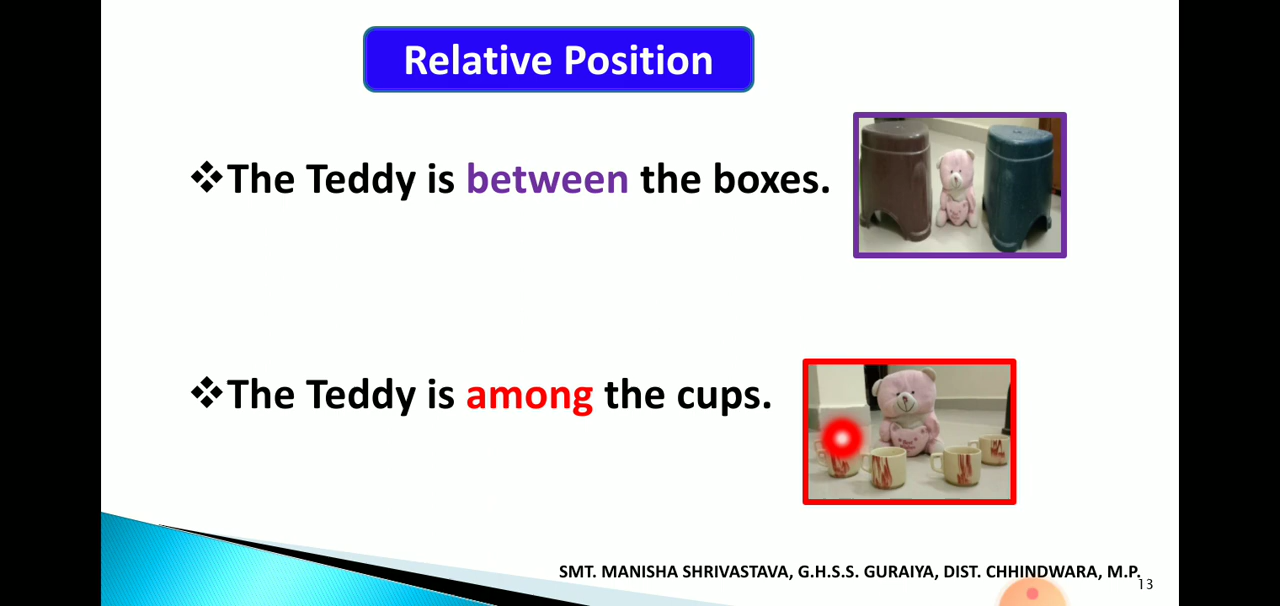 Relative Position
❖The Teddy is between the boxes.
❖The Teddy is among the cups.
SMT. MANISHA SHRIVASTAVA, G.H.S.S. GURAIYA, DIST. CHHINDWARA, M.P.
13